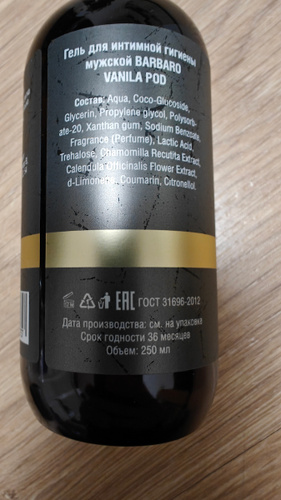 Гель для интимной гигиены
мужской BARBARO
VANILA POD
Состав: Aqua, Coco-Glucoside,
Glycerin, Propylene glycol, Polysorb-
ate-20, Xanthan gum, Sodium Benzoate,
Fragrance (Perfume), Lactic Acid,
Trehalose, Chamomilla Recutita Extract,
Calendula Officinalis Flower Extract,
d-Limonene, Coumarin, Citronellol.
EAC ГОСТ 31696-2012
Дата производства: см. на упаковке
Срок годности 36 месяцев
Объем: 250 мл